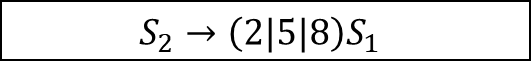 S₂ → (2|5|8)S₁